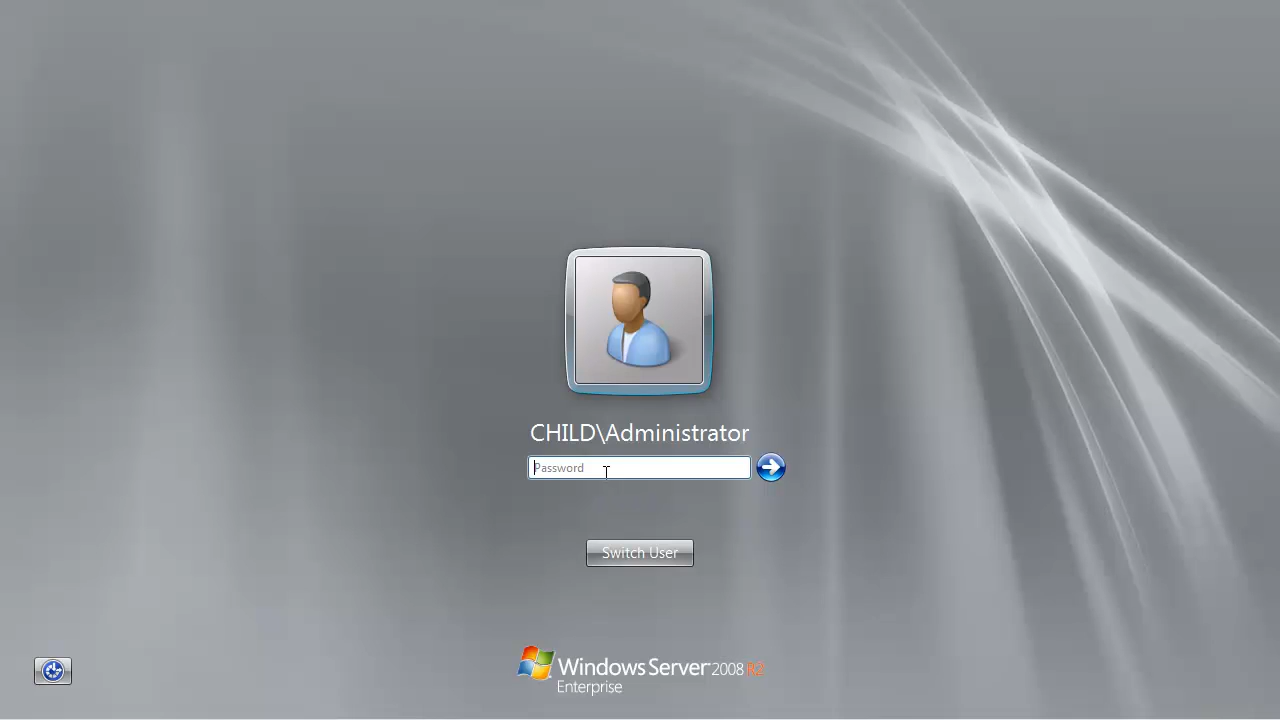 CHILD\Administrator
Password
Switch User
Windows Server 2008 R2
Enterprise